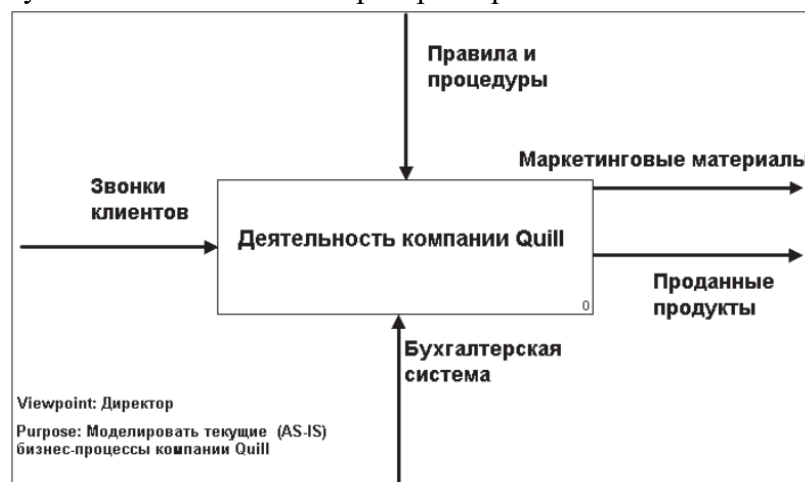 Правила и
процедуры
Маркетинговые материалы
Звонки
клиентов
Деятельность компании Quill
Проданные
продукты
0
Бухгалтерская
система
Viewpoint: Директор
Purpose: Моделировать текущие (AS-IS)
бизнес-процессы компании Quill